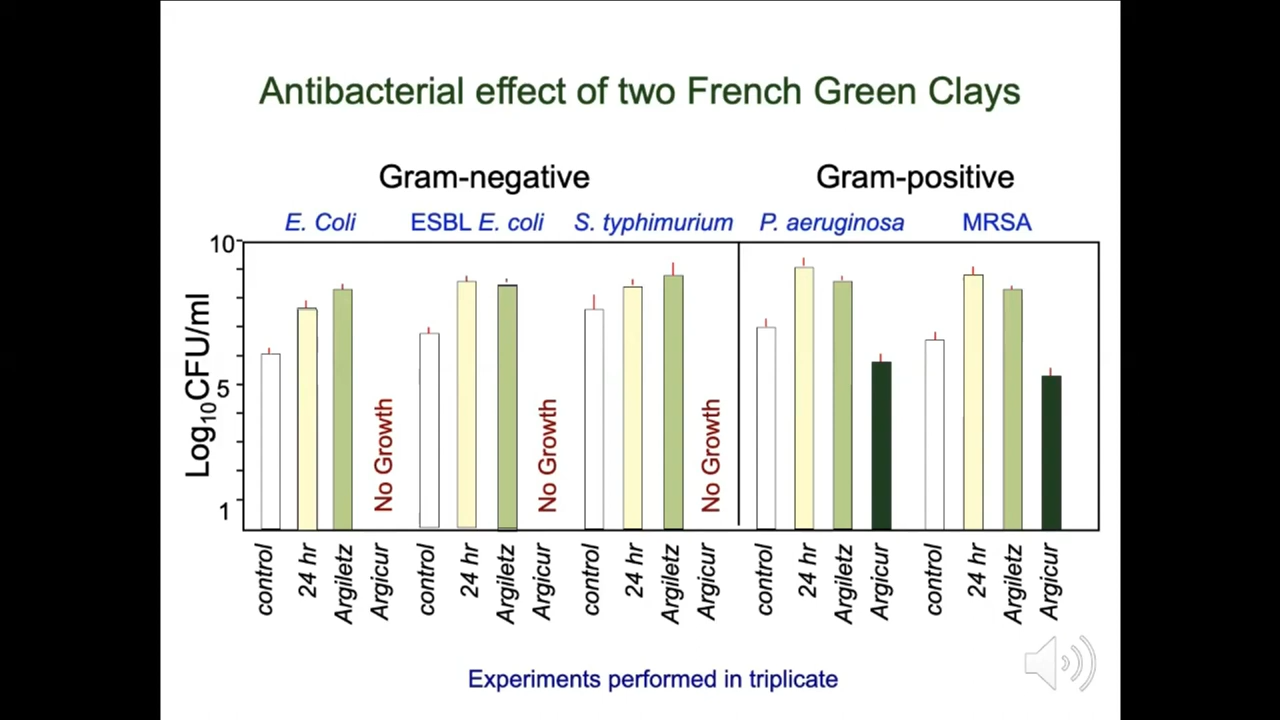 Antibacterial effect of two French Green Clays
Gram-negative
Gram-positive
E. Coli
ESBL E. coli
S. typhimurium
P. aeruginosa
MRSA
Log10CFU/ml
10
5
1
No Growth
No Growth
No Growth
control
24 hr
Argiletz
Argicur
control
24 hr
Argiletz
Argicur
control
24 hr
Argiletz
Argicur
control
24 hr
Argiletz
Argicur
control
24 hr
Argiletz
Argicur
Experiments performed in triplicate